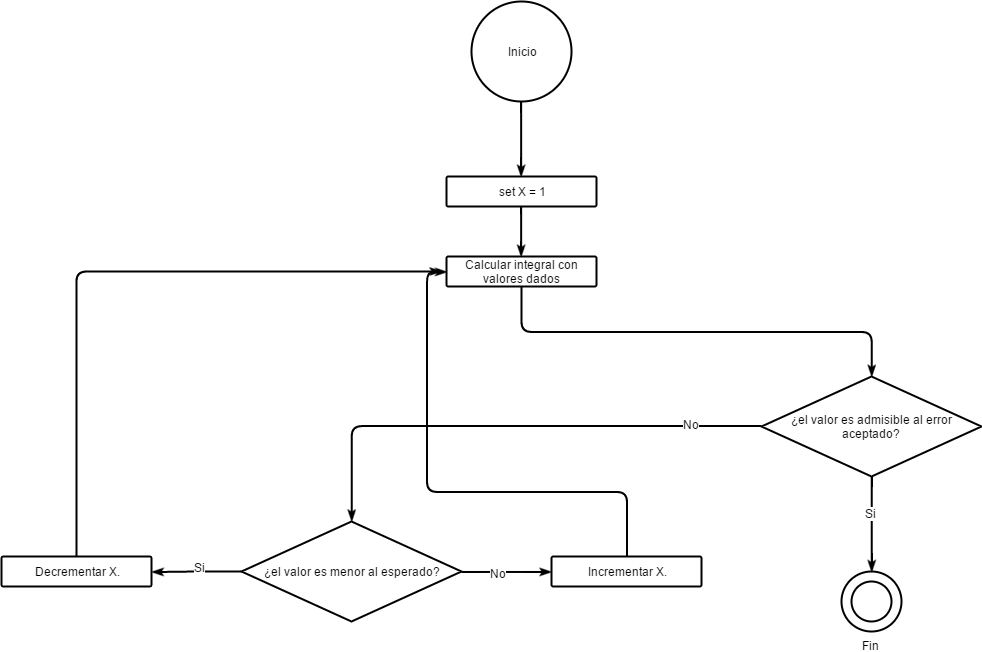 Inicio
set X = 1
Calcular integral con
valores dados
¿el valor es admisible al error
aceptado?
No
Si
¿el valor es menor al esperado?
Si
No
Decrementar X.
Incrementar X.
Fin